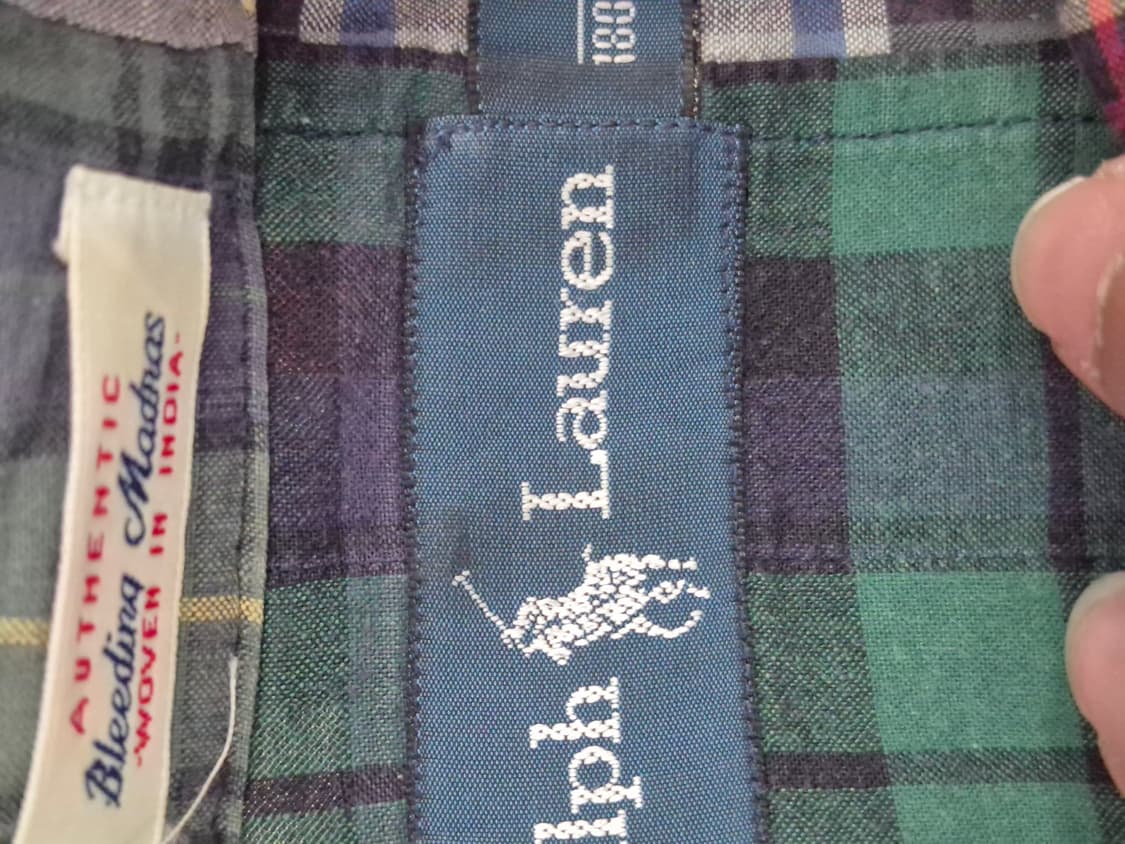 AUTHENTIC
Bleeding Madras
-WOVEN IN INDIA-
lph Lauren